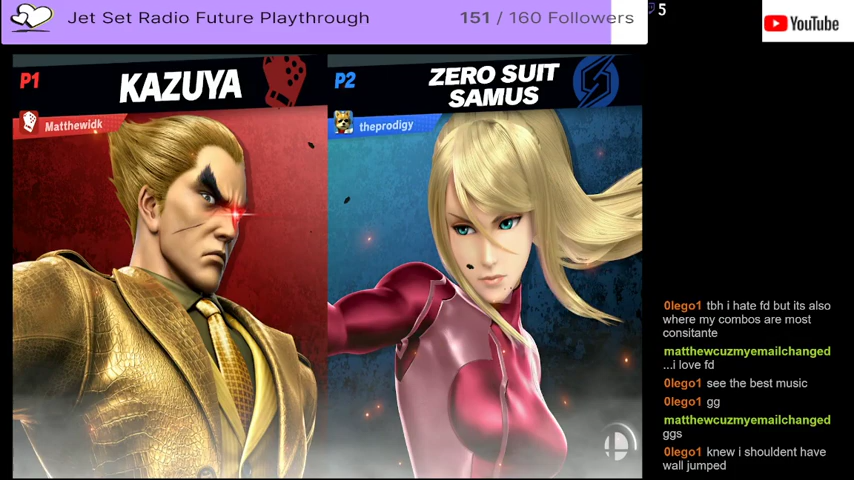 Jet Set Radio Future Playthrough 151 / 160 Followers
5
YouTube
P1 KAZUYA
Matthewidk
P2 ZERO SUIT
SAMUS
theprodigy
0lego1 tbh i hate fd but its also
where my combos are most
consitante
matthewcuzmyemailchanged
...i love fd
0lego1 see the best music
0lego1 gg
matthewcuzmyemailchanged
ggs
0lego1 knew i shouldent have
wall jumped